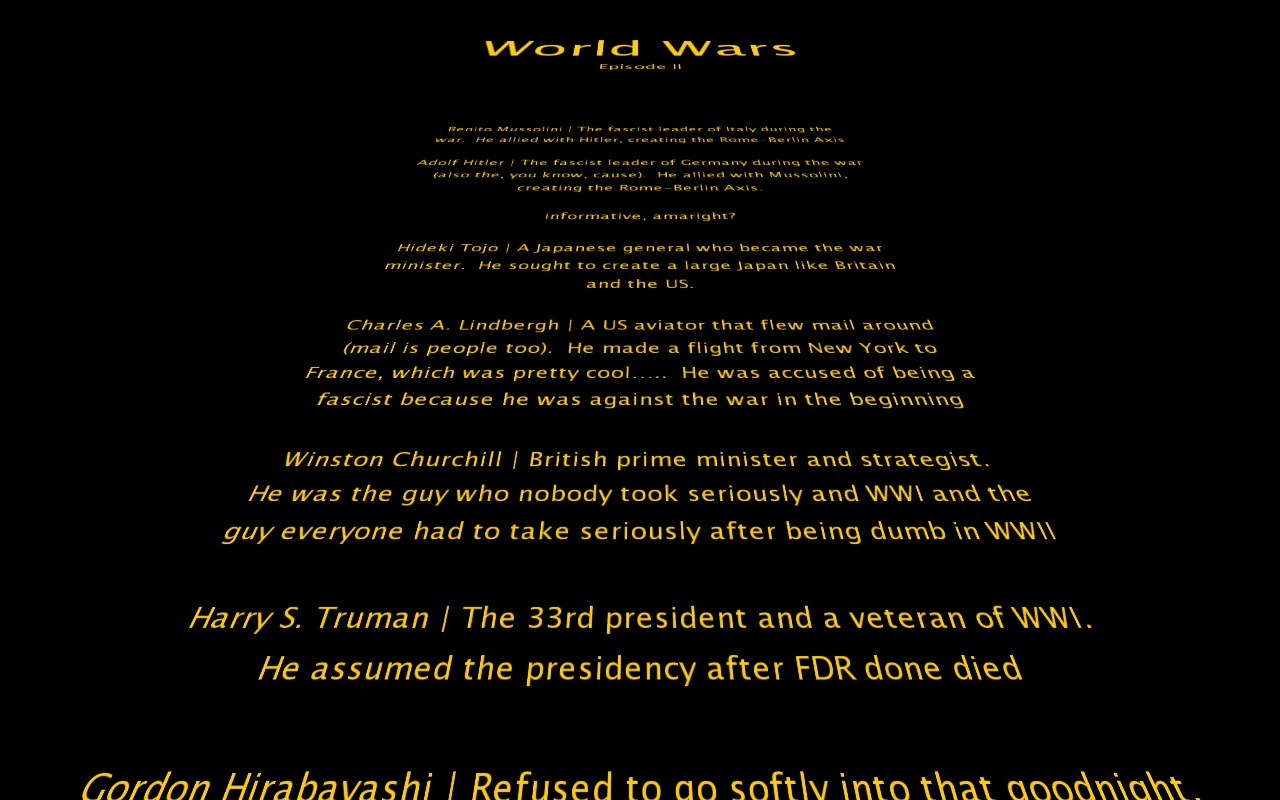 World Wars
Episode II
Benito Mussolini | The fascist leader of Italy during the
war.  He allied with Hitler, creating the Rome-Berlin Axis
Adolf Hitler | The fascist leader of Germany during the war
(also the, you know, cause).  He allied with Mussolini,
creating the Rome-Berlin Axis.
informative, amaright?
Hideki Tojo | A Japanese general who became the war
minister.  He sought to create a large Japan like Britain
and the US.
Charles A. Lindbergh | A US aviator that flew mail around
(mail is people too).  He made a flight from New York to
France, which was pretty cool.....  He was accused of being a
fascist because he was against the war in the beginning
Winston Churchill | British prime minister and strategist.
He was the guy who nobody took seriously and WWI and the
guy everyone had to take seriously after being dumb in WWII
Harry S. Truman | The 33rd president and a veteran of WWI.
He assumed the presidency after FDR done died
Gordon Hirabayashi | Refused to go softly into that goodnight.